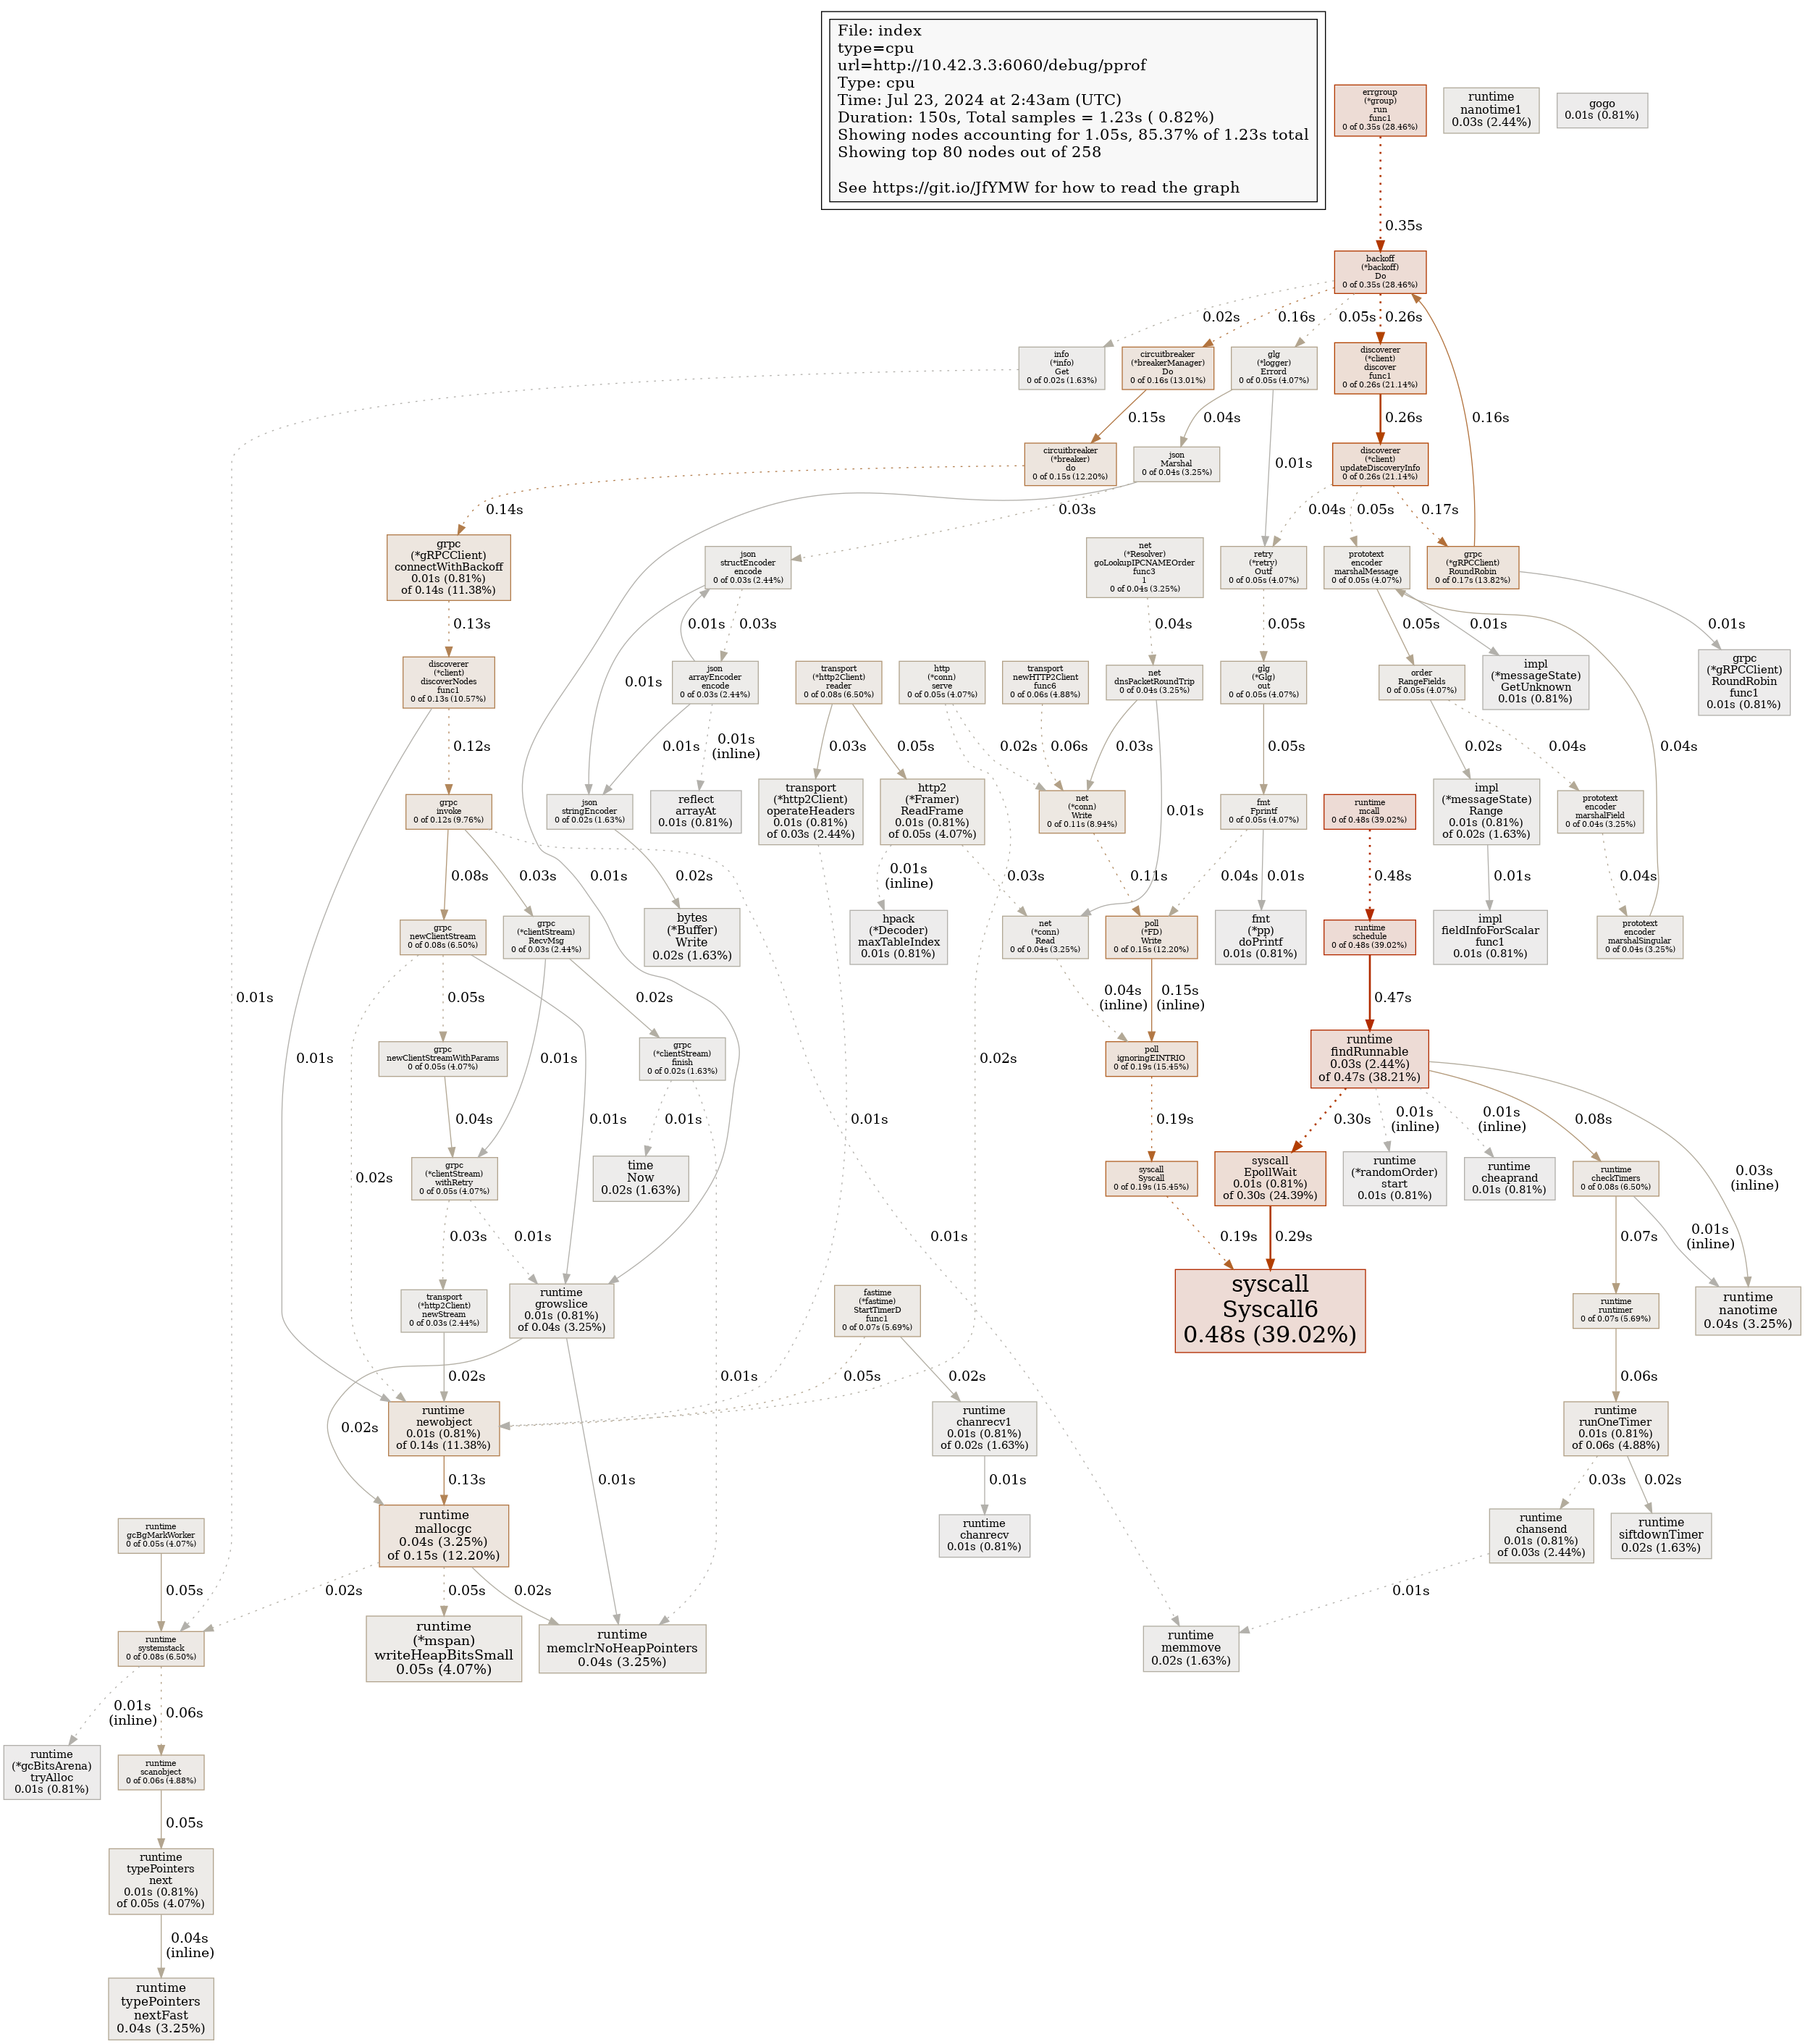 File: index
type=cpu
url=http://10.42.3.3:6060/debug/pprof
Type: cpu
Time: Jul 23, 2024 at 2:43am (UTC)
Duration: 150s, Total samples = 1.23s ( 0.82%)
Showing nodes accounting for 1.05s, 85.37% of 1.23s total
Showing top 80 nodes out of 258
See https://git.io/JfYMW for how to read the graph
errgroup
(*group)
run
func1
0 of 0.35s (28.46%)
runtime
nanotime1
0.03s (2.44%)
gogo
0.01s (0.81%)
0.35s
backoff
(*backoff)
Do
0 of 0.35s (28.46%)
0.02s
0.16s
0.05s
0.26s
info
(*info)
Get
0 of 0.02s (1.63%)
circuitbreaker
(*breakerManager)
Do
0 of 0.16s (13.01%)
glg
(*logger)
Errord
0 of 0.05s (4.07%)
discoverer
(*client)
discover
func1
0 of 0.26s (21.14%)
0.15s
0.04s
0.26s
0.16s
circuitbreaker
(*breaker)
do
0 of 0.15s (12.20%)
json
Marshal
0 of 0.04s (3.25%)
0.01s
discoverer
(*client)
updateDiscoveryInfo
0 of 0.26s (21.14%)
0.14s
0.03s
0.04s
0.05s
0.17s
grpc
(*gRPCClient)
connectWithBackoff
0.01s (0.81%)
of 0.14s (11.38%)
json
structEncoder
encode
0 of 0.03s (2.44%)
net
(*Resolver)
goLookupIPCNAMEOrder
func3
1
0 of 0.04s (3.25%)
retry
(*retry)
Outf
0 of 0.05s (4.07%)
prototext
encoder
marshalMessage
0 of 0.05s (4.07%)
grpc
(*gRPCClient)
RoundRobin
0 of 0.17s (13.82%)
0.13s
0.01s
0.03s
0.04s
0.05s
0.05s
0.01s
0.01s
discoverer
(*client)
discoverNodes
func1
0 of 0.13s (10.57%)
0.01s
json
arrayEncoder
encode
0 of 0.03s (2.44%)
transport
(*http2Client)
reader
0 of 0.08s (6.50%)
http
(*conn)
serve
0 of 0.05s (4.07%)
transport
newHTTP2Client
func6
0 of 0.06s (4.88%)
net
dnsPacketRoundTrip
0 of 0.04s (3.25%)
glg
(*Glg)
out
0 of 0.05s (4.07%)
order
RangeFields
0 of 0.05s (4.07%)
impl
(*messageState)
GetUnknown
0.01s (0.81%)
grpc
(*gRPCClient)
RoundRobin
func1
0.01s (0.81%)
0.12s
0.01s
0.01s
(inline)
0.03s
0.05s
0.02s
0.06s
0.03s
0.05s
0.02s
0.04s
0.04s
grpc
invoke
0 of 0.12s (9.76%)
json
stringEncoder
0 of 0.02s (1.63%)
reflect
arrayAt
0.01s (0.81%)
transport
(*http2Client)
operateHeaders
0.01s (0.81%)
of 0.03s (2.44%)
http2
(*Framer)
ReadFrame
0.01s (0.81%)
of 0.05s (4.07%)
net
(*conn)
Write
0 of 0.11s (8.94%)
0.01s
fmt
Fprintf
0 of 0.05s (4.07%)
runtime
mcall
0 of 0.48s (39.02%)
impl
(*messageState)
Range
0.01s (0.81%)
of 0.02s (1.63%)
prototext
encoder
marshalField
0 of 0.04s (3.25%)
0.08s
0.03s
0.01s
0.02s
0.01s
(inline)
0.03s
0.11s
0.04s
0.01s
0.48s
0.01s
0.04s
grpc
newClientStream
0 of 0.08s (6.50%)
grpc
(*clientStream)
RecvMsg
0 of 0.03s (2.44%)
bytes
(*Buffer)
Write
0.02s (1.63%)
hpack
(*Decoder)
maxTableIndex
0.01s (0.81%)
net
(*conn)
Read
0 of 0.04s (3.25%)
poll
(*FD)
Write
0 of 0.15s (12.20%)
fmt
(*pp)
doPrintf
0.01s (0.81%)
runtime
schedule
0 of 0.48s (39.02%)
impl
fieldInfoForScalar
func1
0.01s (0.81%)
prototext
encoder
marshalSingular
0 of 0.04s (3.25%)
0.01s
0.05s
0.02s
0.04s
(inline)
0.15s
(inline)
0.47s
0.01s
grpc
newClientStreamWithParams
0 of 0.05s (4.07%)
0.01s
grpc
(*clientStream)
finish
0 of 0.02s (1.63%)
0.02s
poll
ignoringEINTRIO
0 of 0.19s (15.45%)
runtime
findRunnable
0.03s (2.44%)
of 0.47s (38.21%)
0.04s
0.01s
0.01s
0.01s
0.19s
0.30s
0.01s
(inline)
0.01s
(inline)
0.08s
0.02s
grpc
(*clientStream)
withRetry
0 of 0.05s (4.07%)
time
Now
0.02s (1.63%)
syscall
Syscall
0 of 0.19s (15.45%)
syscall
EpollWait
0.01s (0.81%)
of 0.30s (24.39%)
runtime
(*randomOrder)
start
0.01s (0.81%)
runtime
cheaprand
0.01s (0.81%)
runtime
checkTimers
0 of 0.08s (6.50%)
0.03s
(inline)
0.03s
0.01s
0.01s
0.19s
0.29s
0.07s
0.01s
(inline)
transport
(*http2Client)
newStream
0 of 0.03s (2.44%)
runtime
growslice
0.01s (0.81%)
of 0.04s (3.25%)
fastime
(*fastime)
StartTimerD
func1
0 of 0.07s (5.69%)
syscall
Syscall6
0.48s (39.02%)
runtime
runtimer
0 of 0.07s (5.69%)
runtime
nanotime
0.04s (3.25%)
0.02s
0.01s
0.05s
0.02s
0.06s
0.02s
runtime
newobject
0.01s (0.81%)
of 0.14s (11.38%)
runtime
chanrecv1
0.01s (0.81%)
of 0.02s (1.63%)
runtime
runOneTimer
0.01s (0.81%)
of 0.06s (4.88%)
0.13s
0.01s
0.01s
0.03s
0.02s
runtime
gcBgMarkWorker
0 of 0.05s (4.07%)
runtime
mallocgc
0.04s (3.25%)
of 0.15s (12.20%)
runtime
chanrecv
0.01s (0.81%)
runtime
chansend
0.01s (0.81%)
of 0.03s (2.44%)
runtime
siftdownTimer
0.02s (1.63%)
0.05s
0.02s
0.05s
0.02s
0.01s
runtime
systemstack
0 of 0.08s (6.50%)
runtime
(*mspan)
writeHeapBitsSmall
0.05s (4.07%)
runtime
memclrNoHeapPointers
0.04s (3.25%)
runtime
memmove
0.02s (1.63%)
0.01s
(inline)
0.06s
runtime
(*gcBitsArena)
tryAlloc
0.01s (0.81%)
runtime
scanobject
0 of 0.06s (4.88%)
0.05s
runtime
typePointers
next
0.01s (0.81%)
of 0.05s (4.07%)
0.04s
(inline)
runtime
typePointers
nextFast
0.04s (3.25%)